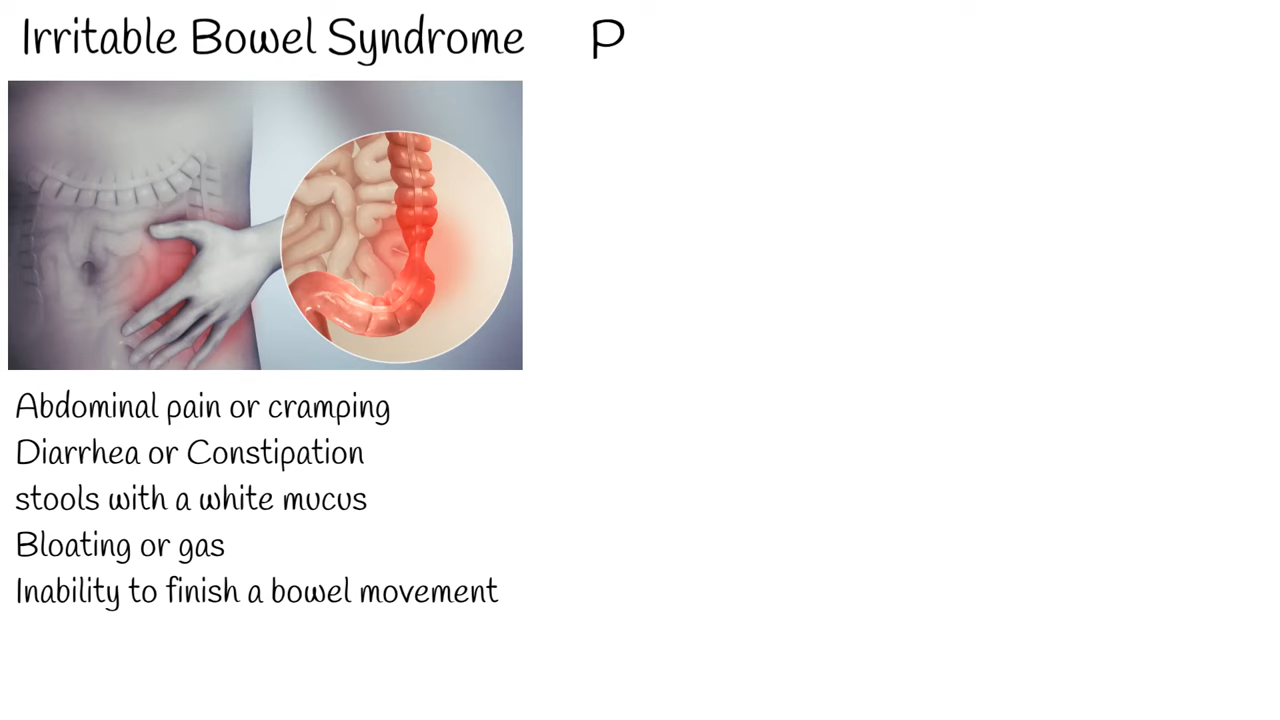 Irritable Bowel Syndrome
P
Abdominal pain or cramping
Diarrhea or Constipation
stools with a white mucus
Bloating or gas
Inability to finish a bowel movement